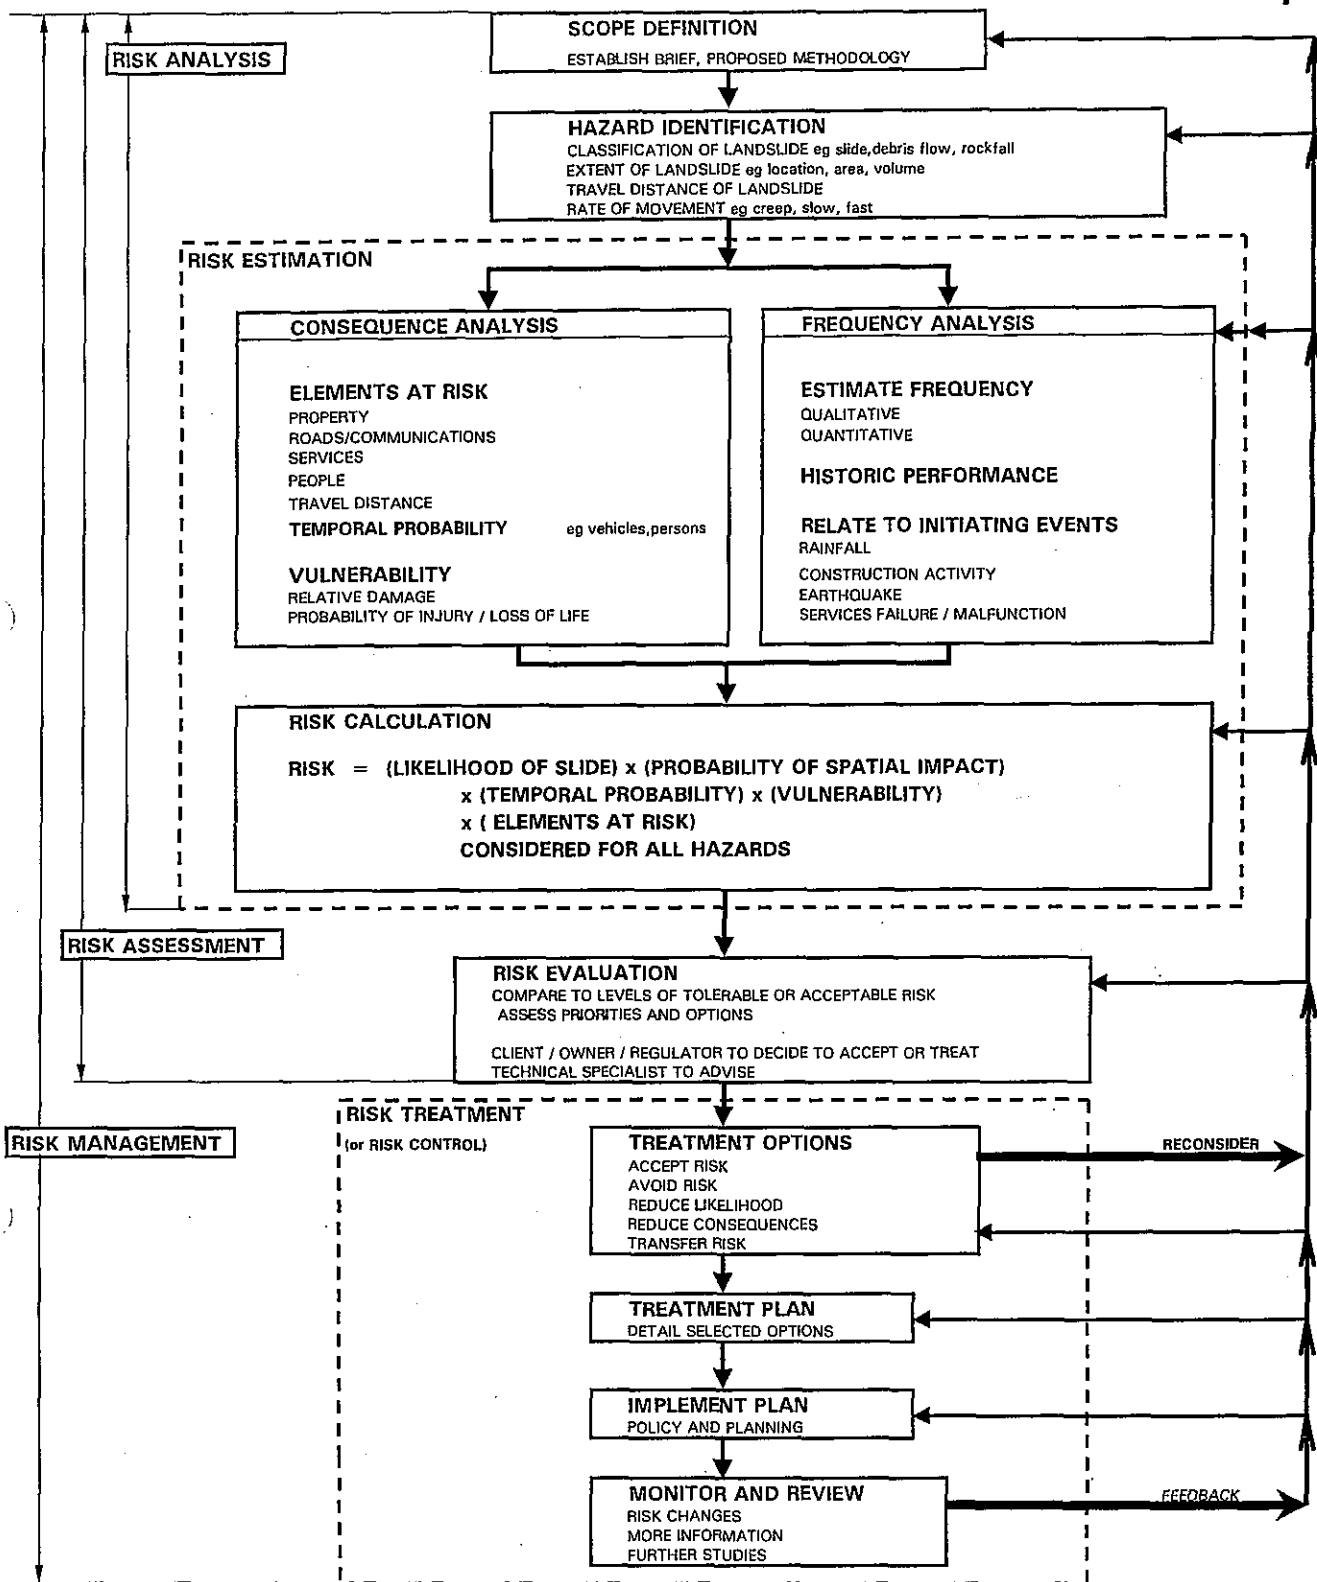 SCOPE DEFINITION
ESTABLISH BRIEF, PROPOSED METHODOLOGY
RISK ANALYSIS
HAZARD IDENTIFICATION
CLASSIFICATION OF LANDSLIDE eg slide,debris flow, rockfall
EXTENT OF LANDSLIDE eg location, area, volume
TRAVEL DISTANCE OF LANDSLIDE
RATE OF MOVEMENT eg creep, slow, fast
RISK ESTIMATION
CONSEQUENCE ANALYSIS
ELEMENTS AT RISK
PROPERTY
ROADS/COMMUNICATIONS
SERVICES
PEOPLE
TRAVEL DISTANCE
TEMPORAL PROBABILITY eg vehicles,persons
VULNERABILITY
RELATIVE DAMAGE
PROBABILITY OF INJURY / LOSS OF LIFE
FREQUENCY ANALYSIS
ESTIMATE FREQUENCY
QUALITATIVE
QUANTITATIVE
HISTORIC PERFORMANCE
RELATE TO INITIATING EVENTS
RAINFALL
CONSTRUCTION ACTIVITY
EARTHQUAKE
SERVICES FAILURE / MALFUNCTION
RISK CALCULATION
RISK = (LIKELIHOOD OF SLIDE) x (PROBABILITY OF SPATIAL IMPACT)
x (TEMPORAL PROBABILITY) x (VULNERABILITY)
x ( ELEMENTS AT RISK)
CONSIDERED FOR ALL HAZARDS
RISK ASSESSMENT
RISK EVALUATION
COMPARE TO LEVELS OF TOLERABLE OR ACCEPTABLE RISK
ASSESS PRIORITIES AND OPTIONS
CLIENT / OWNER / REGULATOR TO DECIDE TO ACCEPT OR TREAT
TECHNICAL SPECIALIST TO ADVISE
RISK MANAGEMENT
RISK TREATMENT
(or RISK CONTROL)
TREATMENT OPTIONS
ACCEPT RISK
AVOID RISK
REDUCE LIKELIHOOD
REDUCE CONSEQUENCES
TRANSFER RISK
RECONSIDER
TREATMENT PLAN
DETAIL SELECTED OPTIONS
IMPLEMENT PLAN
POLICY AND PLANNING
MONITOR AND REVIEW
RISK CHANGES
MORE INFORMATION
FURTHER STUDIES
FEEDBACK